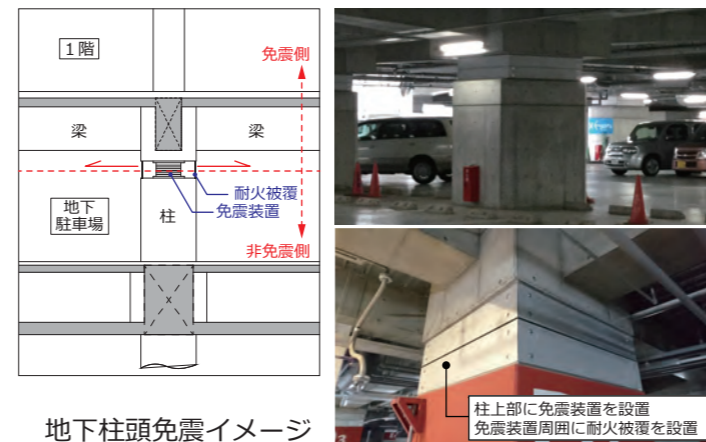 1階
免震側
梁
梁
耐火被覆
免震装置
地下
駐車場
柱
非免震側
x
地下柱頭免震イメージ
柱上部に免震装置を設置
免震装置周囲に耐火被覆を設置